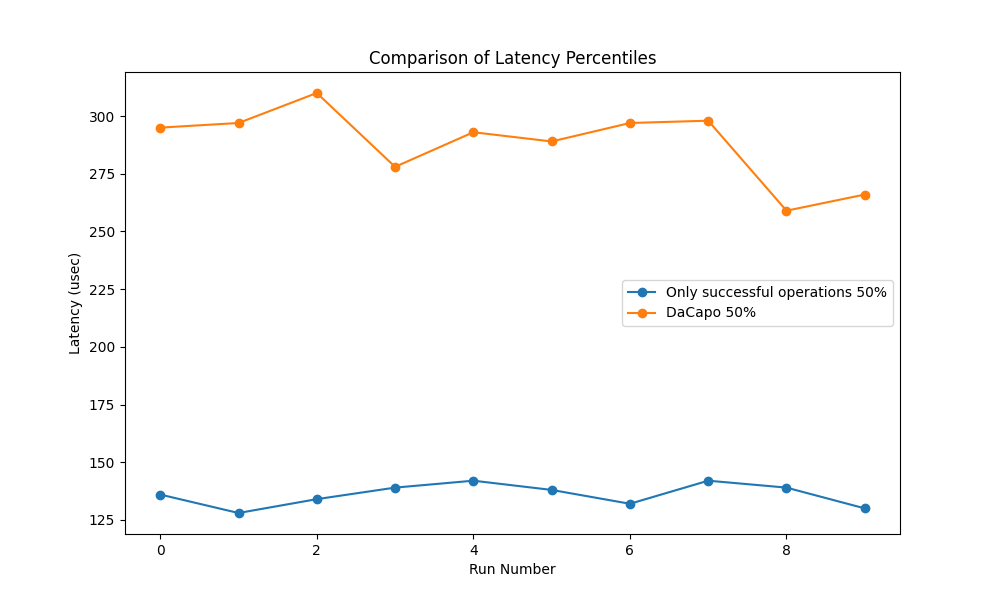 Comparison of Latency Percentiles
300
275
250
225
200
175
150
125
Latency (usec)
Only successful operations 50%
DaCapo 50%
0 2 4 6 8
Run Number